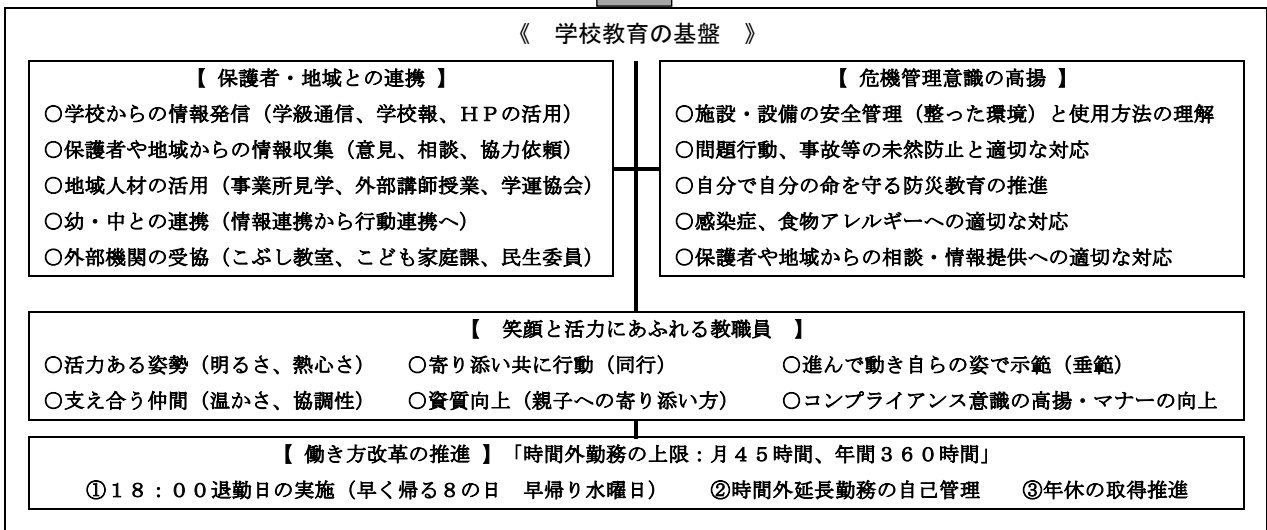 《　学校教育の基盤　》
【 保護者・地域との連携 】
○学校からの情報発信（学級通信、学校報、ＨＰの活用）
○保護者や地域からの情報収集（意見、相談、協力依頼）
○地域人材の活用（事業所見学、外部講師授業、学運協会）
○幼・中との連携（情報連携から行動連携へ）
○外部機関の受協（こぶし教室、こども家庭課、民生委員）
【 危機管理意識の高揚 】
○施設・設備の安全管理（整った環境）と使用方法の理解
○問題行動、事故等の未然防止と適切な対応
○自分で自分の命を守る防災教育の推進
○感染症、食物アレルギーへの適切な対応
○保護者や地域からの相談・情報提供への適切な対応
【　笑顔と活力にあふれる教職員　】
○活力ある姿勢（明るさ、熱心さ）　○寄り添い共に行動（同行）　○進んで動き自らの姿で示範（垂範）
○支え合う仲間（温かさ、協調性）　○資質向上（親子への寄り添い方）　○コンプライアンス意識の高揚・マナーの向上
【 働き方改革の推進 】「時間外勤務の上限：月４５時間、年間３６０時間」
①１８：００退勤日の実施（早く帰る８の日　早帰り水曜日）　②時間外延長勤務の自己管理　③年休の取得推進